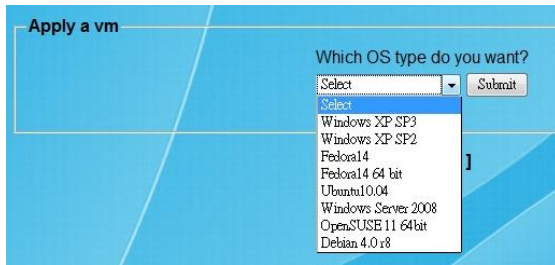 Apply a vm
Which OS type do you want?
Select Submit
Select
Windows XP SP3
Windows XP SP2
Fedora14
Fedora14 64 bit
Ubuntu10.04
Windows Server 2008
OpenSUSE 11 64bit
Debian 4.0 r8
]